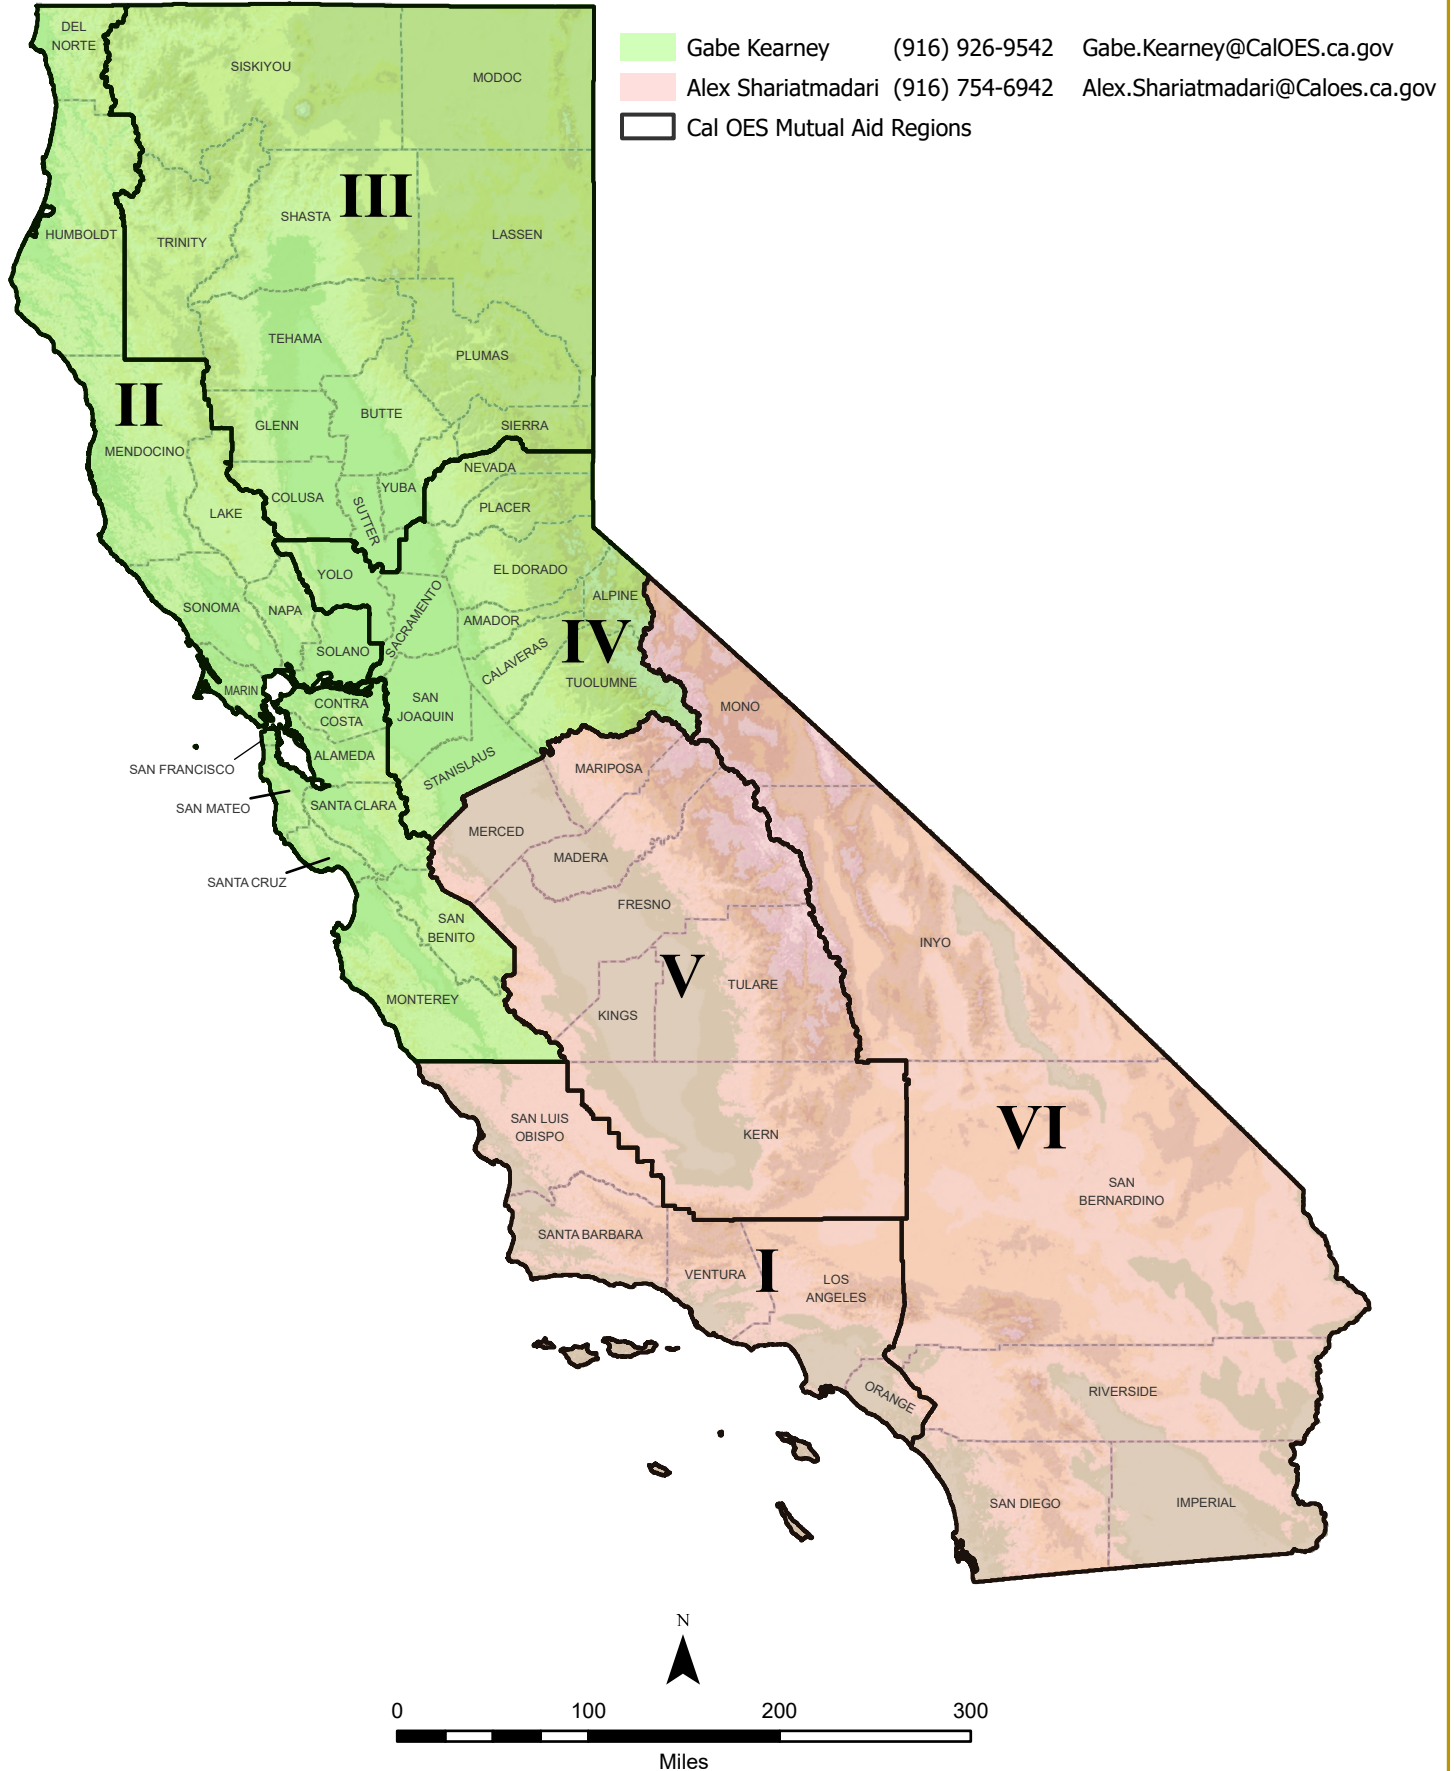 Gabe Kearney (916) 926-9542 Gabe.Kearney@CalOES.ca.gov
Alex Shariatmadari (916) 754-6942 Alex.Shariatmadari@Caloes.ca.gov
Cal OES Mutual Aid Regions
DEL
NORTE
SISKIYOU
MODOC
III
SHASTA
HUMBOLDT
TRINITY
LASSEN
TEHAMA
PLUMAS
II
BUTTE
GLENN
SIERRA
MENDOCINO
NEVADA
YUBA
COLUSA
PLACER
LAKE
SUTTER
EL DORADO
YOLO
ALPINE
SONOMA
NAPA
SACRAMENTO
AMADOR
IV
SOLANO
CALAVERAS
TUOLUMNE
MARIN
CONTRA
COSTA
SAN
JOAQUIN
MONO
ALAMEDA
STANISLAUS
SAN FRANCISCO
MARIPOSA
SAN MATEO
SANTA CLARA
MERCED
MADERA
SANTA CRUZ
FRESNO
SAN
BENITO
INYO
V
TULARE
MONTEREY
KINGS
SAN LUIS
OBISPO
KERN
VI
SAN
BERNARDINO
SANTA BARBARA
VENTURA
I
LOS
ANGELES
ORANGE
RIVERSIDE
SAN DIEGO
IMPERIAL
N
0 100 200 300
Miles